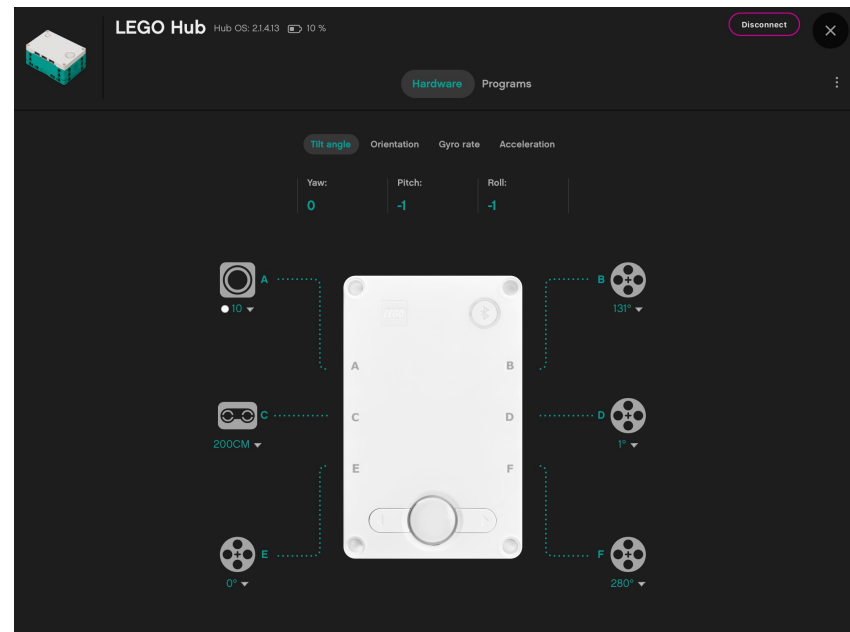 LEGO Hub Hub OS: 2.1.4.13 10 %
Disconnect
Hardware Programs
Tilt angle Orientation Gyro rate Acceleration
Yaw: Pitch: Roll:
0 -1 -1
A B
10 131°
A B
C C D D
200CM 1°
E F
E F
0° 280°